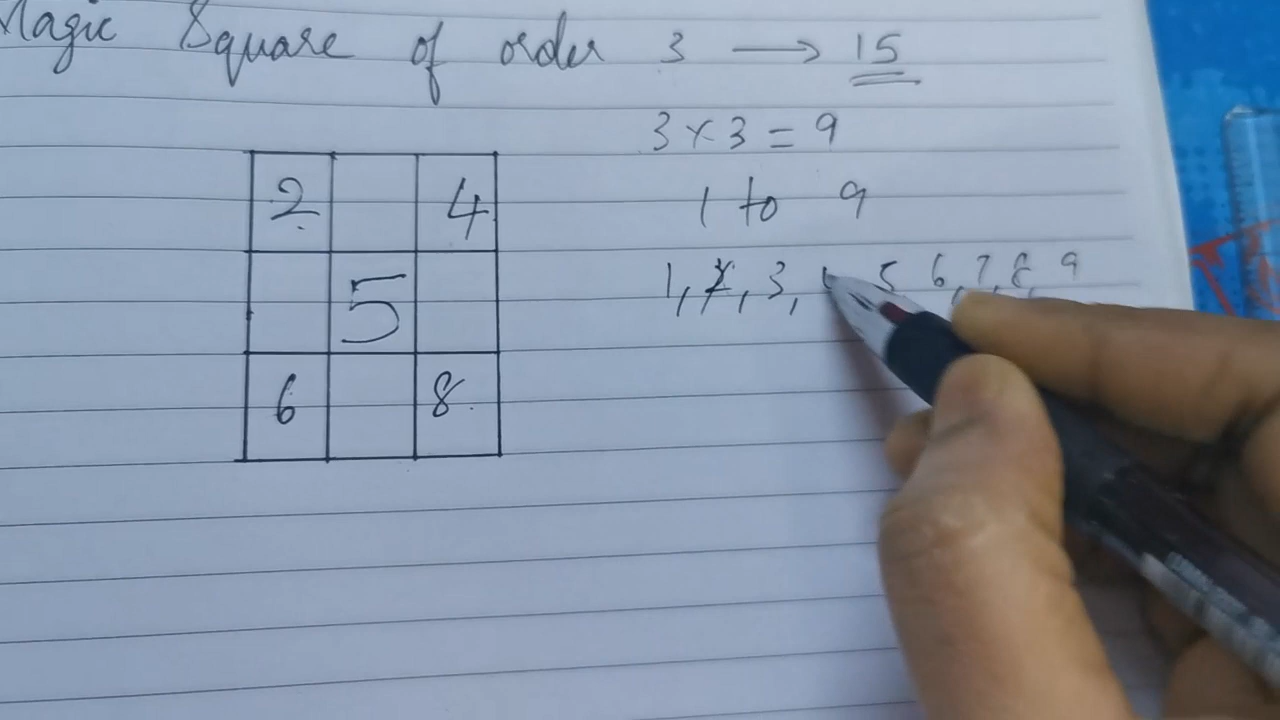 Magic Square of order 3 → 15
3 × 3 = 9
1 to 9
1, 2, 3, 5 6, 7, 8, 9
2 4
5
6 8